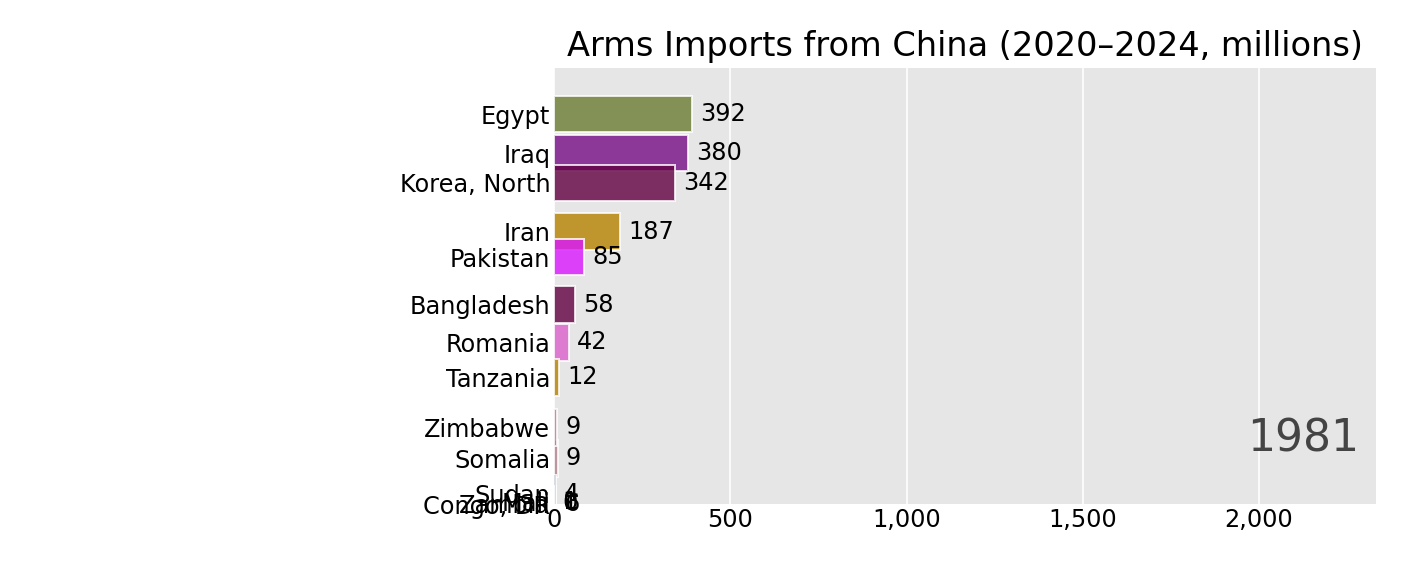 Arms Imports from China (2020–2024, millions)
Egypt 392
Iraq 380
Korea, North 342
Iran 187
Pakistan 85
Bangladesh 58
Romania 42
Tanzania 12
Zimbabwe 9
1981
Somalia 9
Sudan 4
0 500 1,000 1,500 2,000